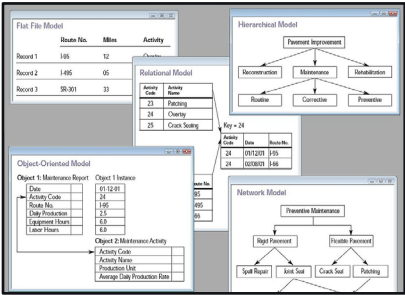 Flat File Model
Route No. Miles Activity
Record 1 I-95 12 Overlay
Record 2 I-495 05
Record 3 SR-301 33
Hierarchical Model
Pavement Improvement
Reconstruction Maintenance Rehabilitation
Routine Corrective Preventive
Relational Model
Activity Code Activity Name
23 Patching
24 Overlay
25 Crack Sealing
Key = 24
Activity Code Date Route No.
24 01/12/01 I-95
24 02/08/01 I-66
Route No.
95
495
66
Object-Oriented Model
Object 1: Maintenance Report Object 1 Instance
Date 01-12-01
Activity Code 24
Route No. I-95
Daily Production 2.5
Equipment Hours 6.0
Labor Hours 6.0
Object 2: Maintenance Activity
Activity Code
Activity Name
Production Unit
Average Daily Production Rate
Network Model
Preventive Maintenance
Rigid Pavement Flexible Pavement
Spall Repair Joint Seal Crack Seal Patching